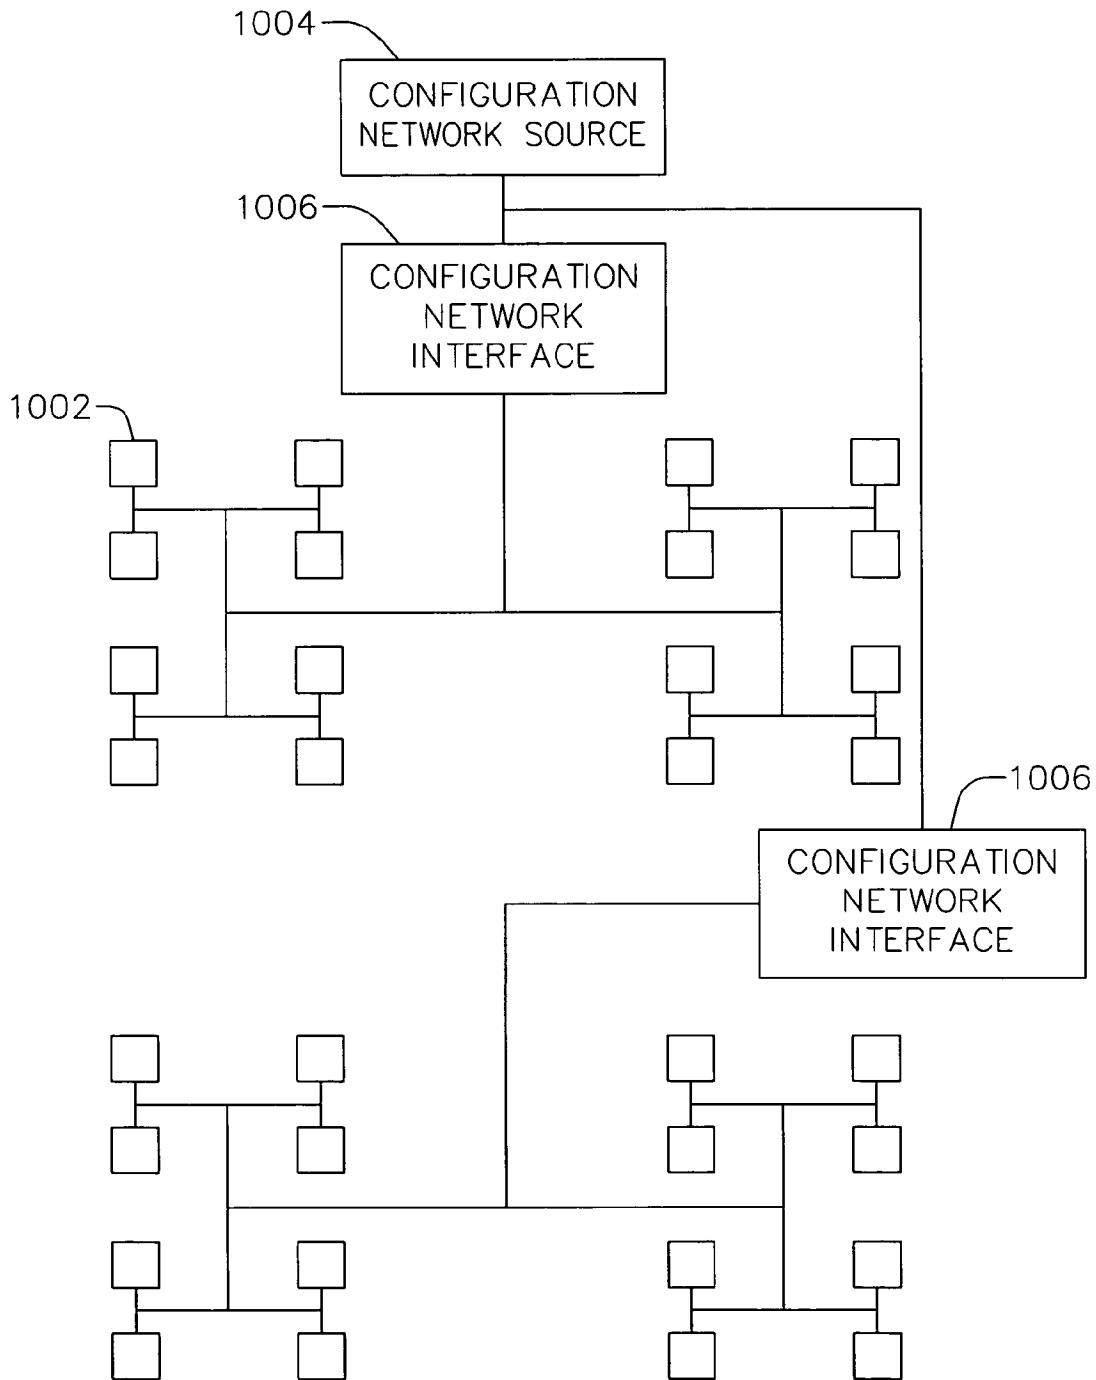 1004
CONFIGURATION
NETWORK SOURCE
1006
CONFIGURATION
NETWORK
INTERFACE
1002
1006
CONFIGURATION
NETWORK
INTERFACE